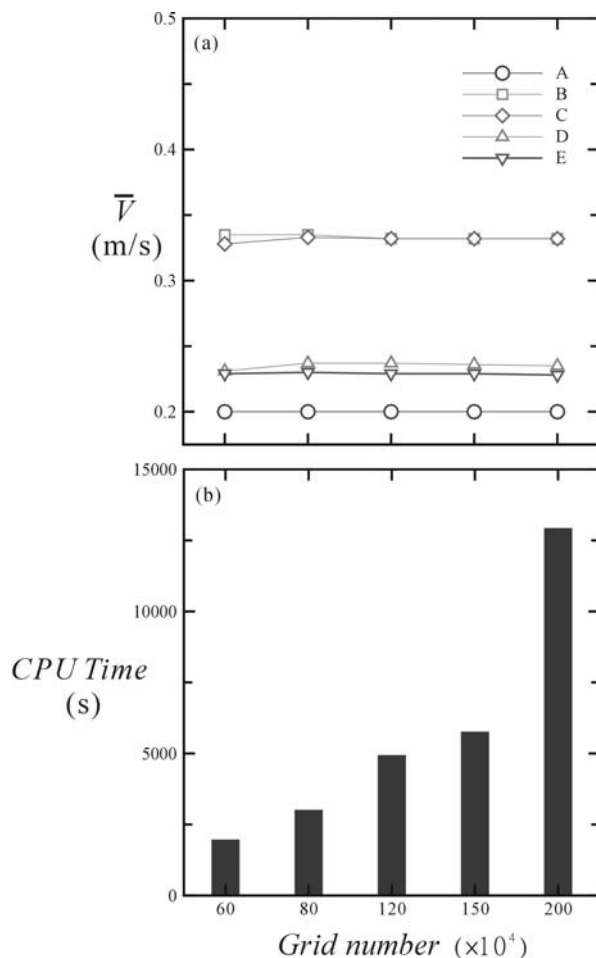 0.5
(a)
A
B
C
D
E
0.4
V̅
(m/s)
0.3
0.2
15000
(b)
10000
CPU Time
(s)
5000
0
60 80 120 150 200
Grid number (×10⁴)